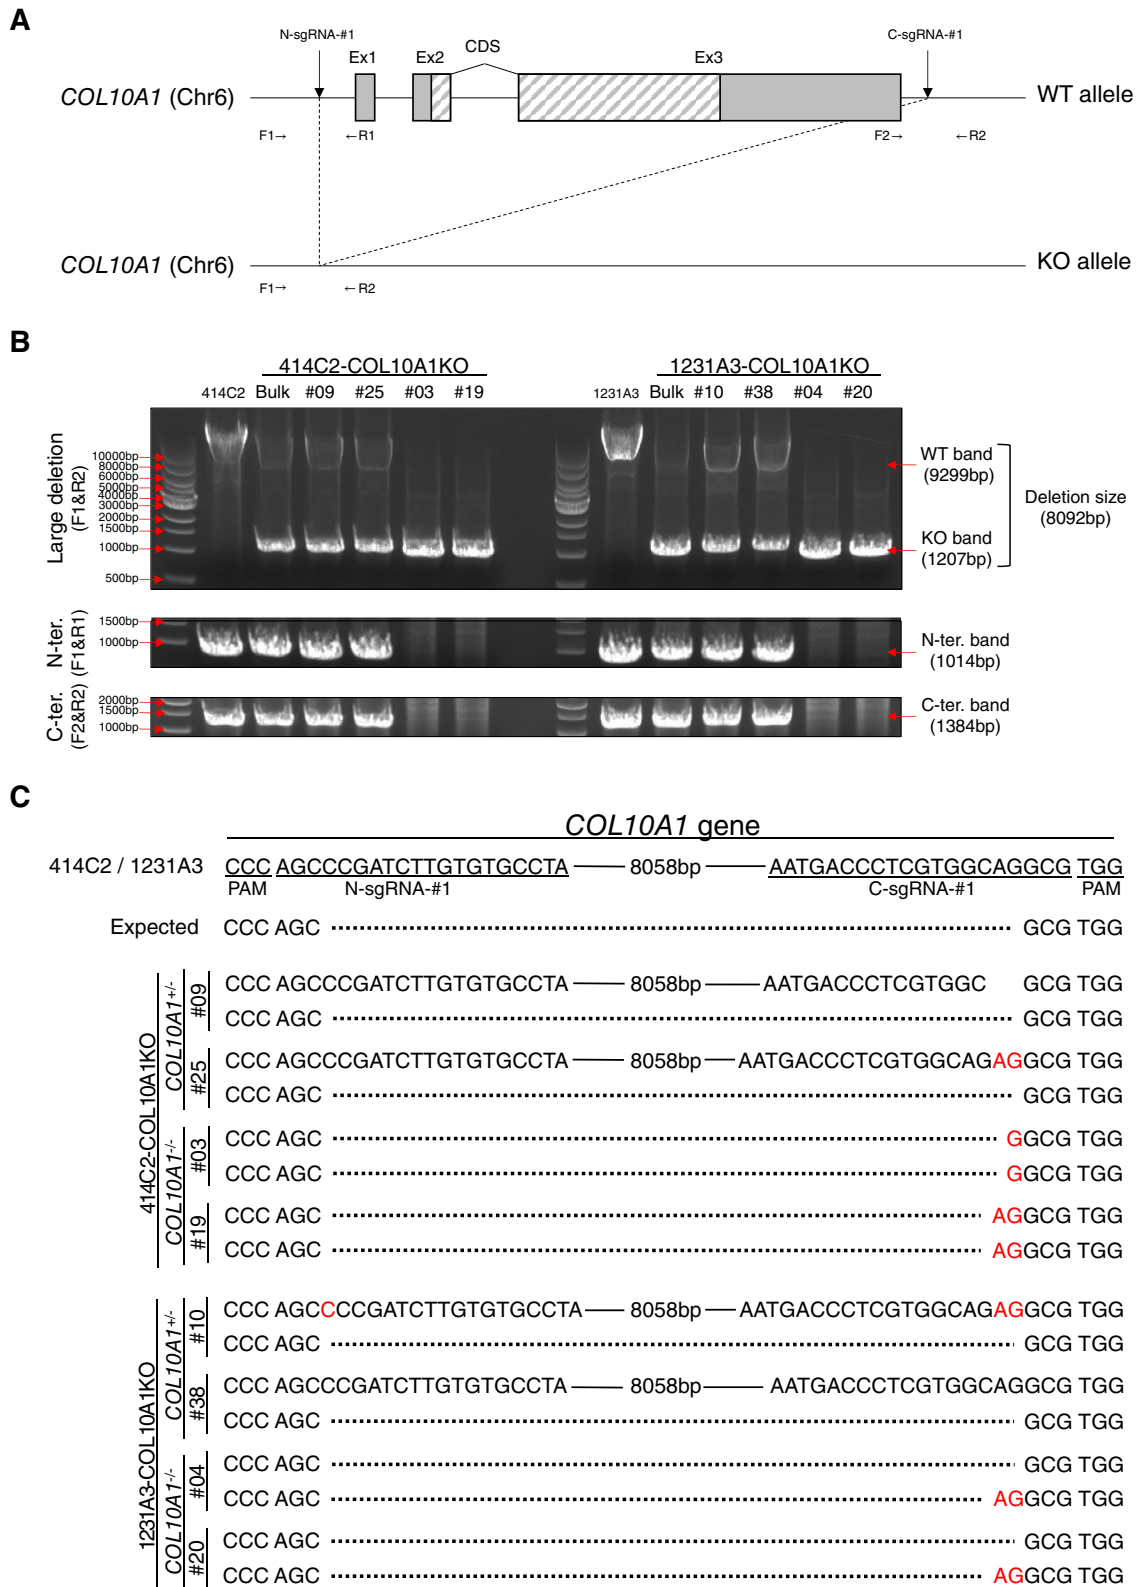 A
N-sgRNA-#1
C-sgRNA-#1
CDS
Ex1
Ex2
Ex3
COL10A1 (Chr6)
WT allele
F1→
←R1
F2→
←R2
COL10A1 (Chr6)
KO allele
F1→
←R2
B
414C2-COL10A1KO
1231A3-COL10A1KO
414C2 Bulk #09 #25 #03 #19
1231A3 Bulk #10 #38 #04 #20
Large deletion
(F1&R2)
10000bp
8000bp
6000bp
5000bp
4000bp
3000bp
2000bp
1500bp
1000bp
500bp
WT band
(9299bp)
KO band
(1207bp)
Deletion size
(8092bp)
N-ter.
(F1&R1)
1500bp
1000bp
N-ter. band
(1014bp)
C-ter.
(F2&R2)
2000bp
1500bp
1000bp
C-ter. band
(1384bp)
C
COL10A1 gene
414C2 / 1231A3 CCC AGCCCGATCTTGTGTGCCTA 8058bp AATGACCCTCGTGGCAGGCG TGG
PAM N-sgRNA-#1 C-sgRNA-#1 PAM
Expected CCC AGC GCG TGG
414C2-COL10A1KO
COL10A1+/-
#09
CCC AGCCCGATCTTGTGTGCCTA 8058bp AATGACCCTCGTGGC GCG TGG
CCC AGC GCG TGG
#25
CCC AGCCCGATCTTGTGTGCCTA 8058bp AATGACCCTCGTGGCAGAGGCG TGG
CCC AGC GCG TGG
COL10A1-/-
#03
CCC AGC GGCG TGG
CCC AGC GGCG TGG
#19
CCC AGC AGGCG TGG
CCC AGC AGGCG TGG
1231A3-COL10A1KO
COL10A1+/-
#10
CCC AGCCCCGATCTTGTGTGCCTA 8058bp AATGACCCTCGTGGCAGAGGCG TGG
CCC AGC GCG TGG
#38
CCC AGCCCGATCTTGTGTGCCTA 8058bp AATGACCCTCGTGGCAGGCG TGG
CCC AGC GCG TGG
COL10A1-/-
#04
CCC AGC GCG TGG
CCC AGC AGGCG TGG
#20
CCC AGC GCG TGG
CCC AGC AGGCG TGG